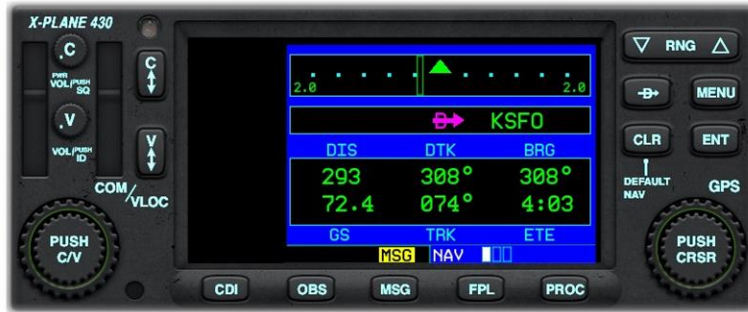 X-PLANE 430
.C
PWR
VOL/PUSH
SQ
C
.V
VOL/PUSH
ID
V
COM/VLOC
PUSH
C/V
2.0 2.0
D KSFO
DIS DTK BRG
293 308° 308°
72.4 074° 4:03
GS TRK ETE
MSG NAV
RNG
D MENU
CLR ENT
DEFAULT
NAV
GPS
PUSH
CRSR
CDI OBS MSG FPL PROC